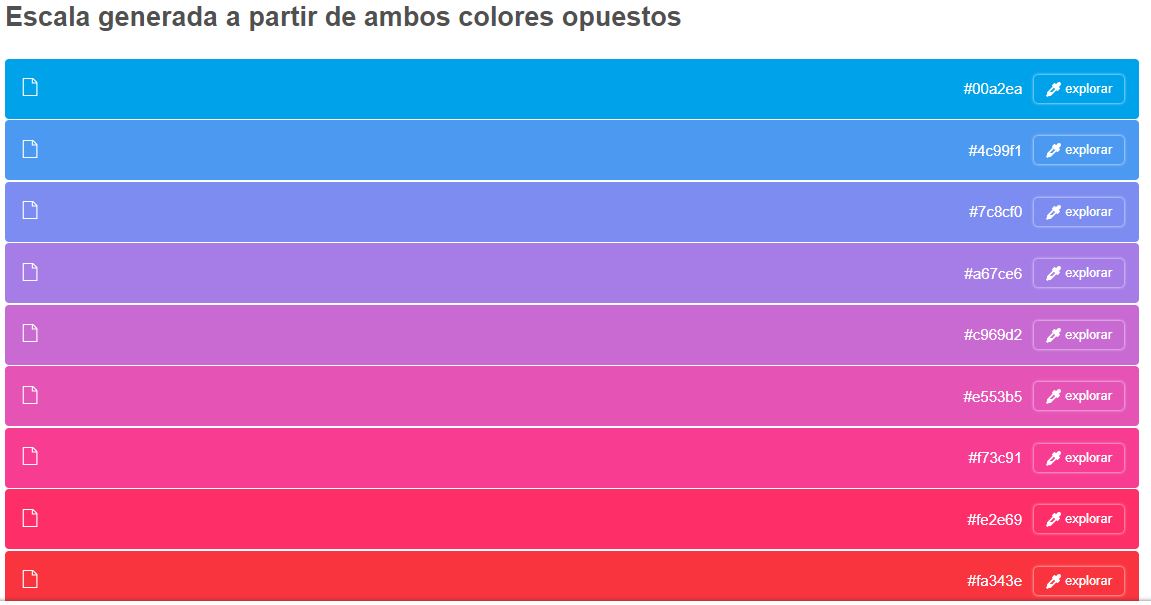 Escala generada a partir de ambos colores opuestos
#00a2ea explorar
#4c99f1 explorar
#7c8cf0 explorar
#a67ce6 explorar
#c969d2 explorar
#e553b5 explorar
#f73c91 explorar
#fe2e69 explorar
#fa343e explorar